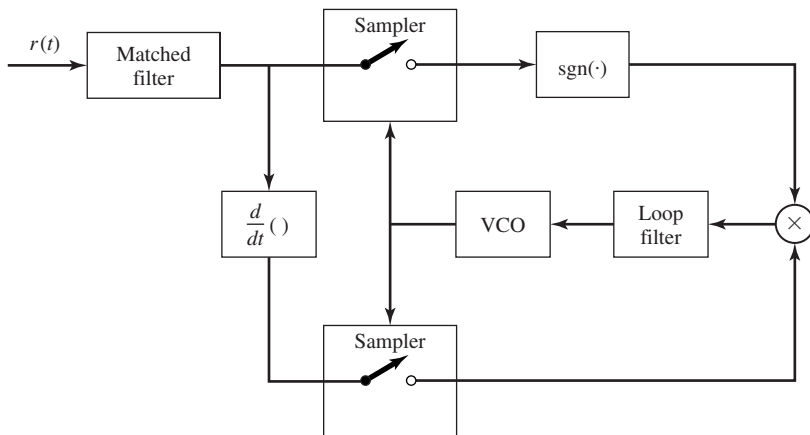 Sampler
r(t)
Matched
filter
sgn(·)
d
dt
( )
VCO
Loop
filter
×
Sampler